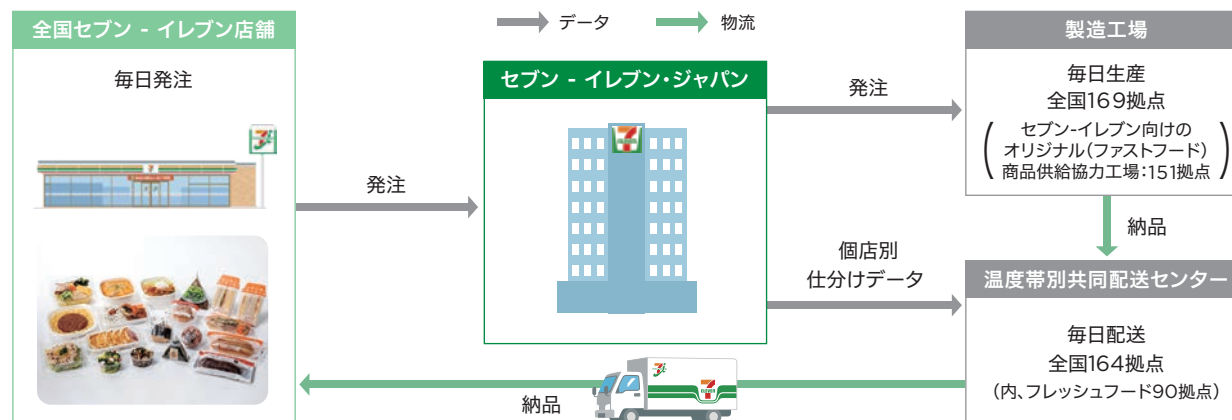 データ
物流
全国セブン - イレブン店舗
毎日発注
発注
セブン - イレブン・ジャパン
発注
製造工場
毎日生産
全国169拠点
セブン-イレブン向けの
オリジナル(ファストフード)
商品供給協力工場:151拠点
納品
個店別
仕分けデータ
温度帯別共同配送センター
毎日配送
全国164拠点
(内、フレッシュフード90拠点)
納品